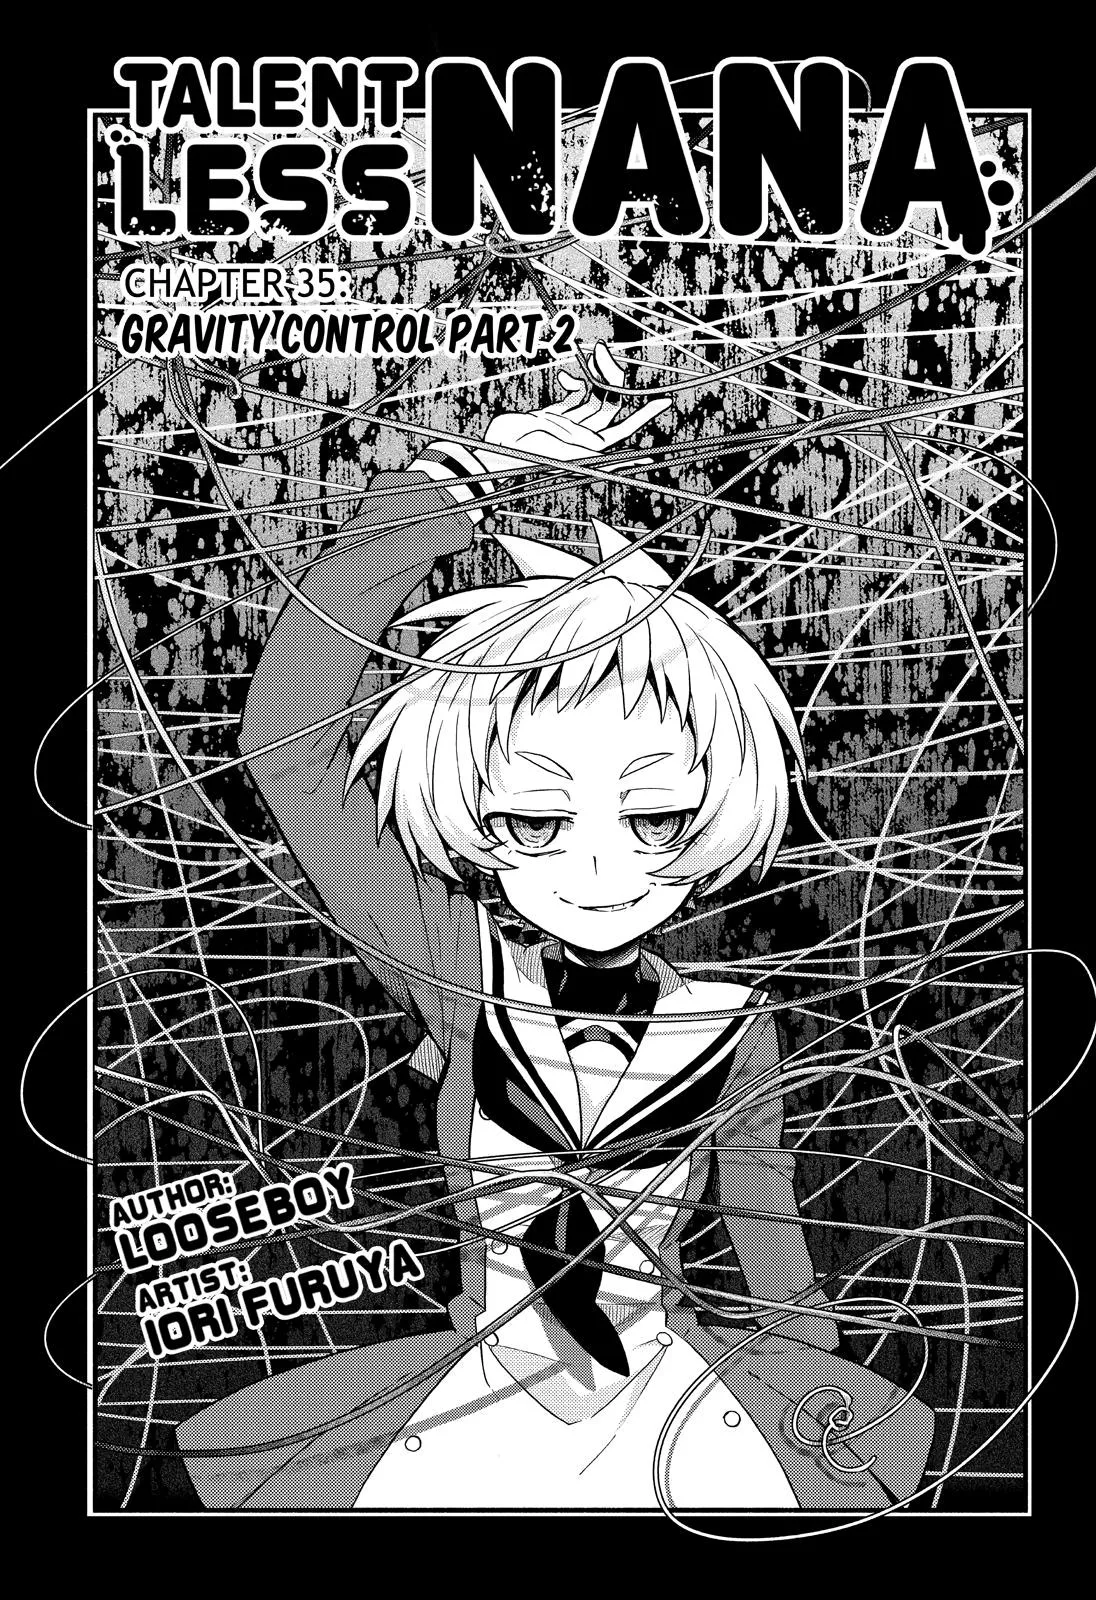 TALENT
LESS NANA
CHAPTER 35:
GRAVITY CONTROL PART 2
AUTHOR:
LOOSEBOY
ARTIST:
IORI FURUYA